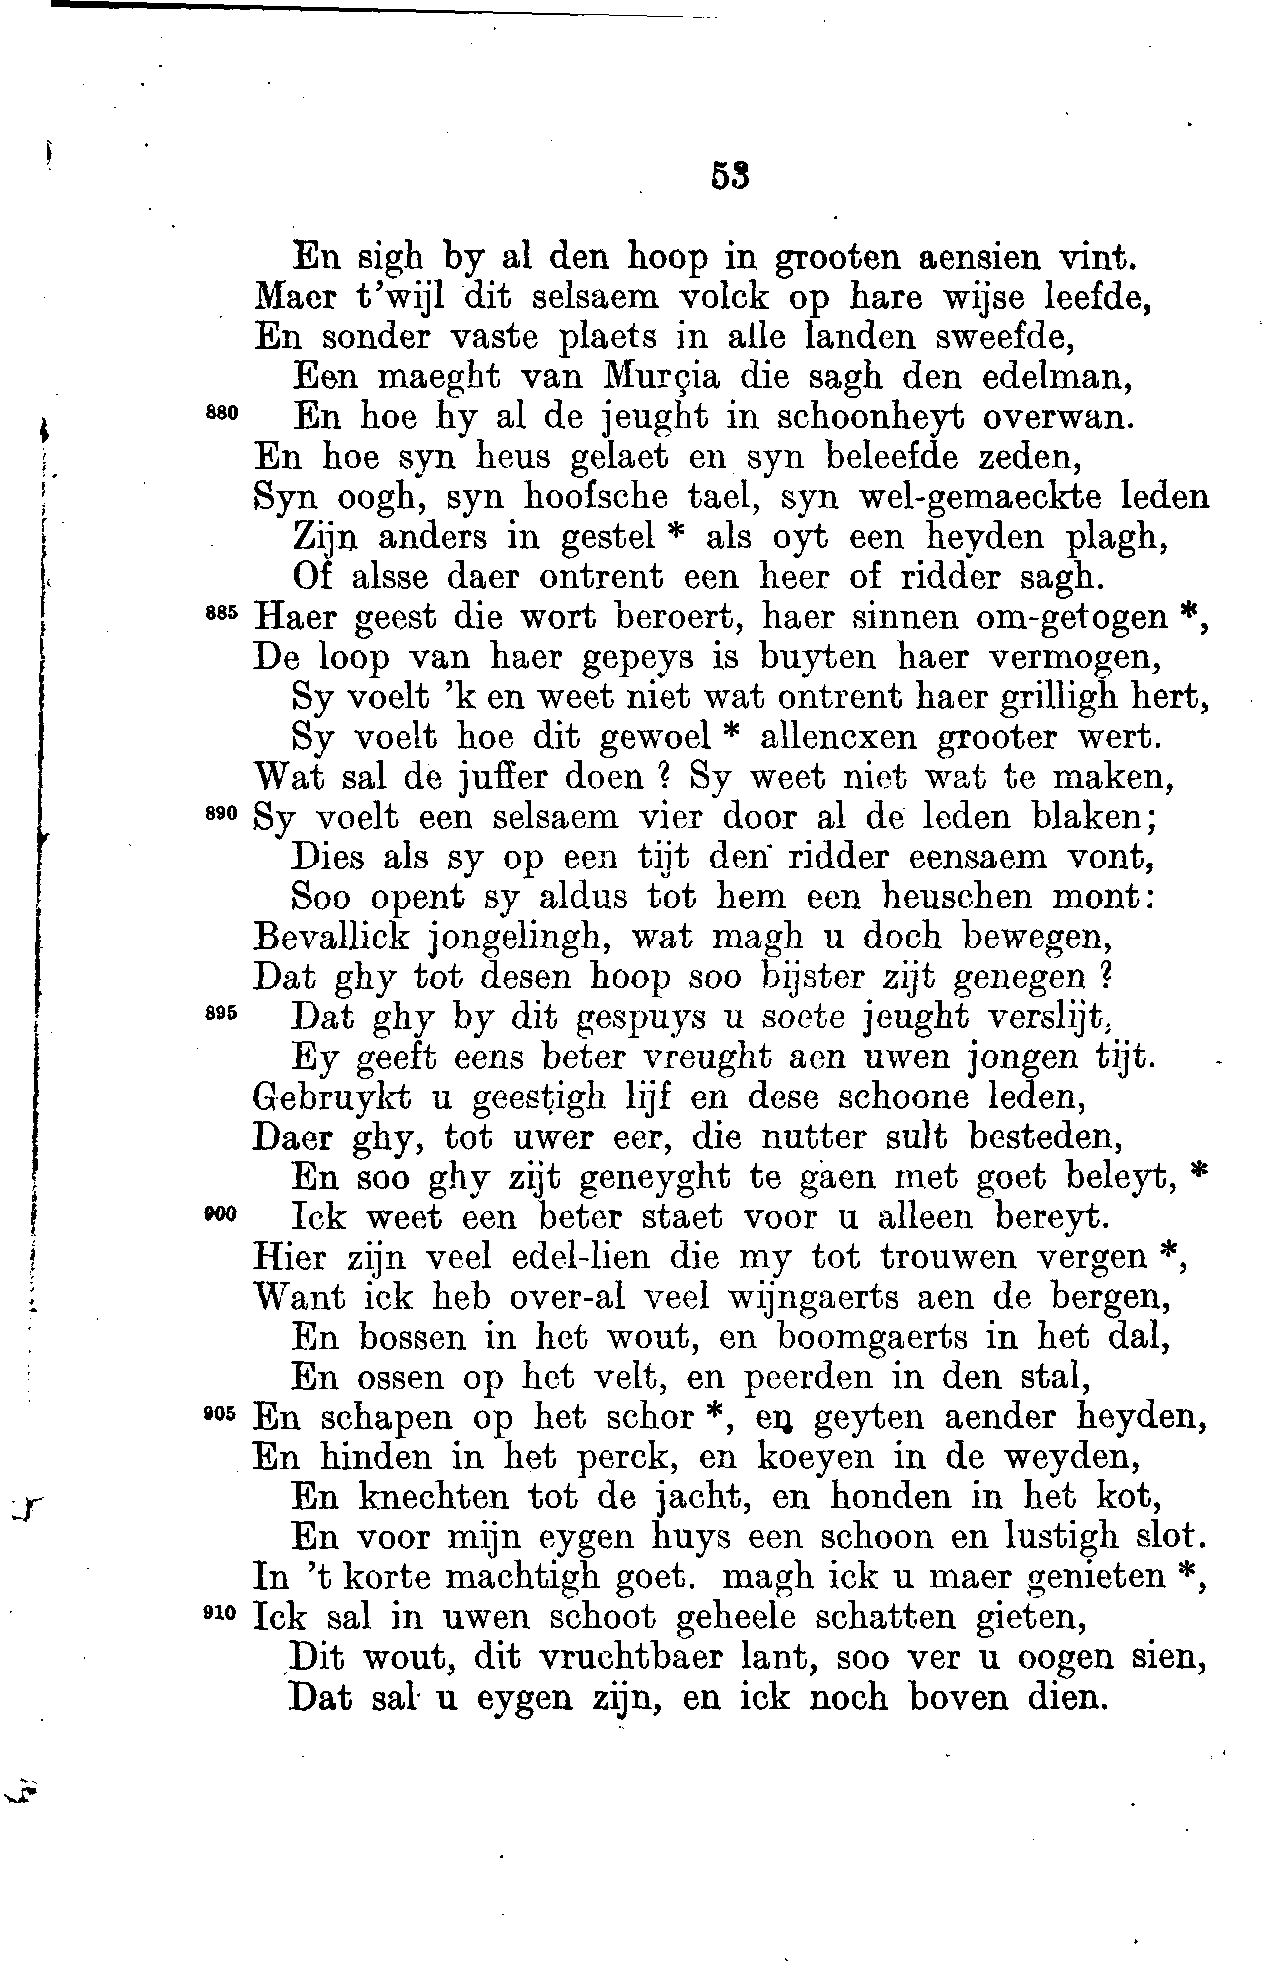 53
En sigh by al den hoop in grooten aensien vint.
Maer t'wijl dit selsaem volck op hare wijse leefde,
En sonder vaste plaets in alle landen sweefde,
Een maeght van Murçia die sagh den edelman,
880 En hoe hy al de jeught in schoonheyt overwan.
En hoe syn heus gelaet en syn beleefde zeden,
Syn oogh, syn hoofsche tael, syn wel-gemaeckte leden
Zijn anders in gestel * als oyt een heyden plagh,
Of alsse daer ontrent een heer of ridder sagh.
885 Haer geest die wort beroert, haer sinnen om-getogen *,
De loop van haer gepeys is buyten haer vermogen,
Sy voelt 'k en weet niet wat ontrent haer grilligh hert,
Sy voelt hoe dit gewoel * allencxen grooter wert.
Wat sal de juffer doen ? Sy weet niet wat te maken,
890 Sy voelt een selsaem vier door al de leden blaken;
Dies als sy op een tijt den ridder eensaem vont,
Soo opent sy aldus tot hem een heuschen mont:
Bevallick jongelingh, wat magh u doch bewegen,
Dat ghy tot desen hoop soo bijster zijt genegen ?
895 Dat ghy by dit gespuys u soete jeught verslijt,
Ey geeft eens beter vreught aen uwen jongen tijt.
Gebruykt u geestigh lijf en dese schoone leden,
Daer ghy, tot uwer eer, die nutter sult besteden,
En soo ghy zijt geneyght te gaen met goet beleyt, *
900 Ick weet een beter staet voor u alleen bereyt.
Hier zijn veel edel-lien die my tot trouwen vergen *,
Want ick heb over-al veel wijngaerts aen de bergen,
En bossen in het wout, en boomgaerts in het dal,
En ossen op het velt, en peerden in den stal,
905 En schapen op het schor *, en geyten aender heyden,
En hinden in het perck, en koeyen in de weyden,
En knechten tot de jacht, en honden in het kot,
En voor mijn eygen huys een schoon en lustigh slot.
In 't korte machtigh goet. magh ick u maer genieten *,
910 Ick sal in uwen schoot geheele schatten gieten,
Dit wout, dit vruchtbaer lant, soo ver u oogen sien,
Dat sal u eygen zijn, en ick noch boven dien.